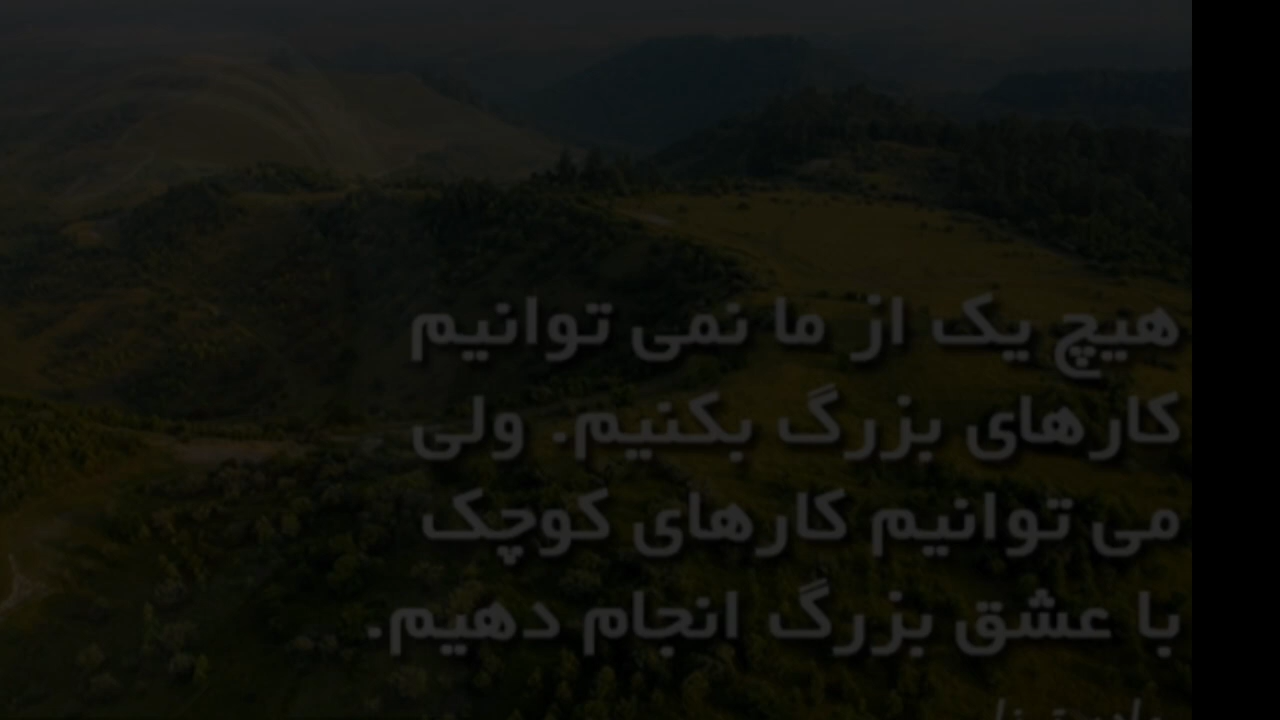 هیچ یک از ما نمی توانیم
کارهای بزرگ بکنیم. ولی
می توانیم کارهای کوچک
با عشق بزرگ انجام دهیم.